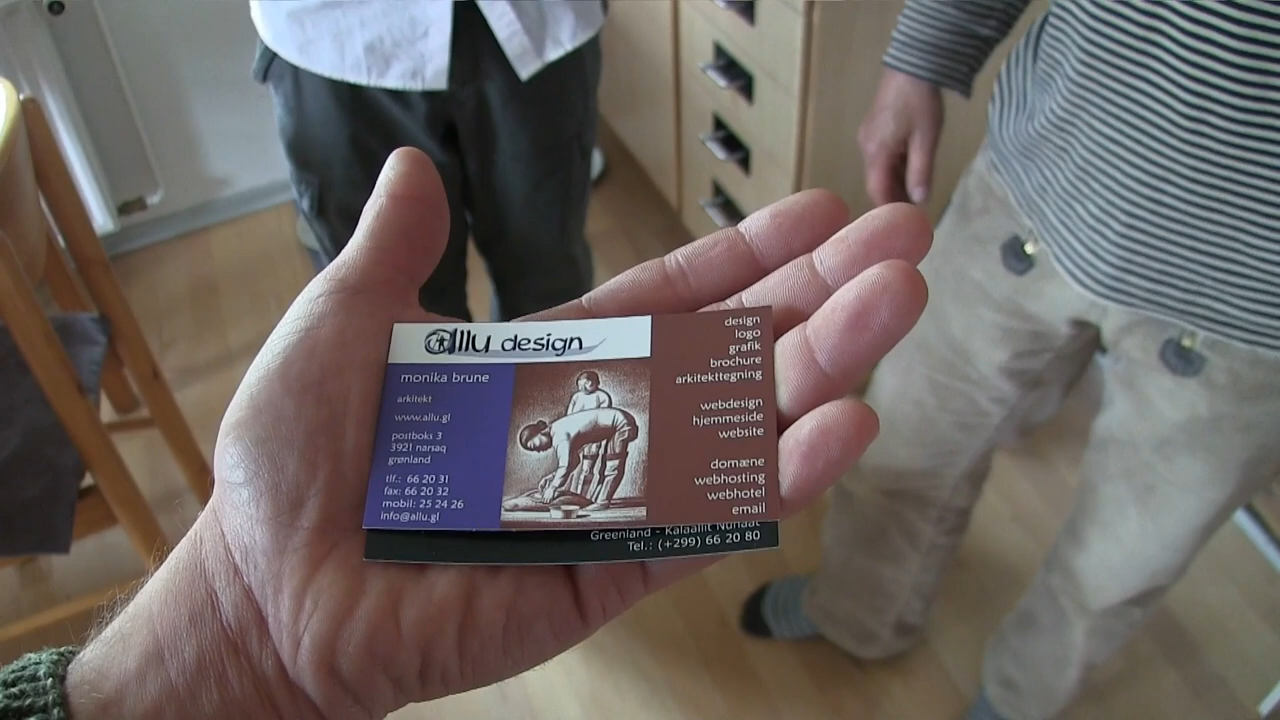 allu design
monika brune
arkitekt
www.allu.gl
postboks 3
3921 narsaq
grønland
tlf.: 66 20 31
fax: 66 20 32
mobil: 25 24 26
info@allu.gl
design
logo
grafik
brochure
arkitekttegning
webdesign
hjemmeside
website
domæne
webhosting
webhotel
email
Greenland - Kalaallit Nunaat
Tel.: (+299) 66 20 80